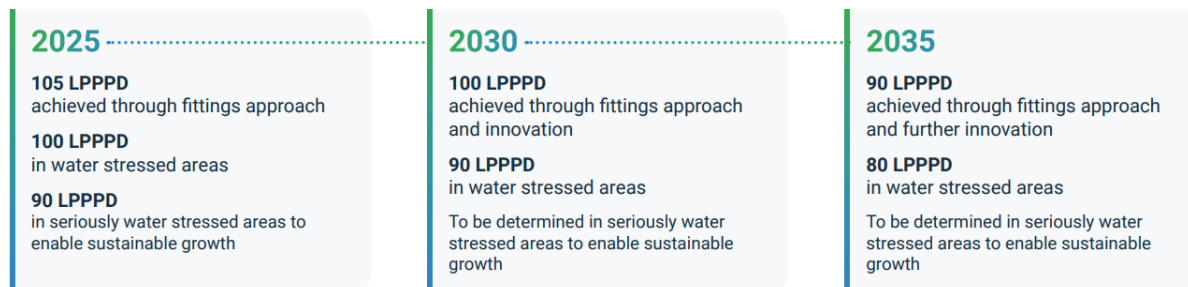 2025
105 LPPPD
achieved through fittings approach
100 LPPPD
in water stressed areas
90 LPPPD
in seriously water stressed areas to
enable sustainable growth
2030
100 LPPPD
achieved through fittings approach
and innovation
90 LPPPD
in water stressed areas
To be determined in seriously water
stressed areas to enable sustainable
growth
2035
90 LPPPD
achieved through fittings approach
and further innovation
80 LPPPD
in water stressed areas
To be determined in seriously water
stressed areas to enable sustainable
growth